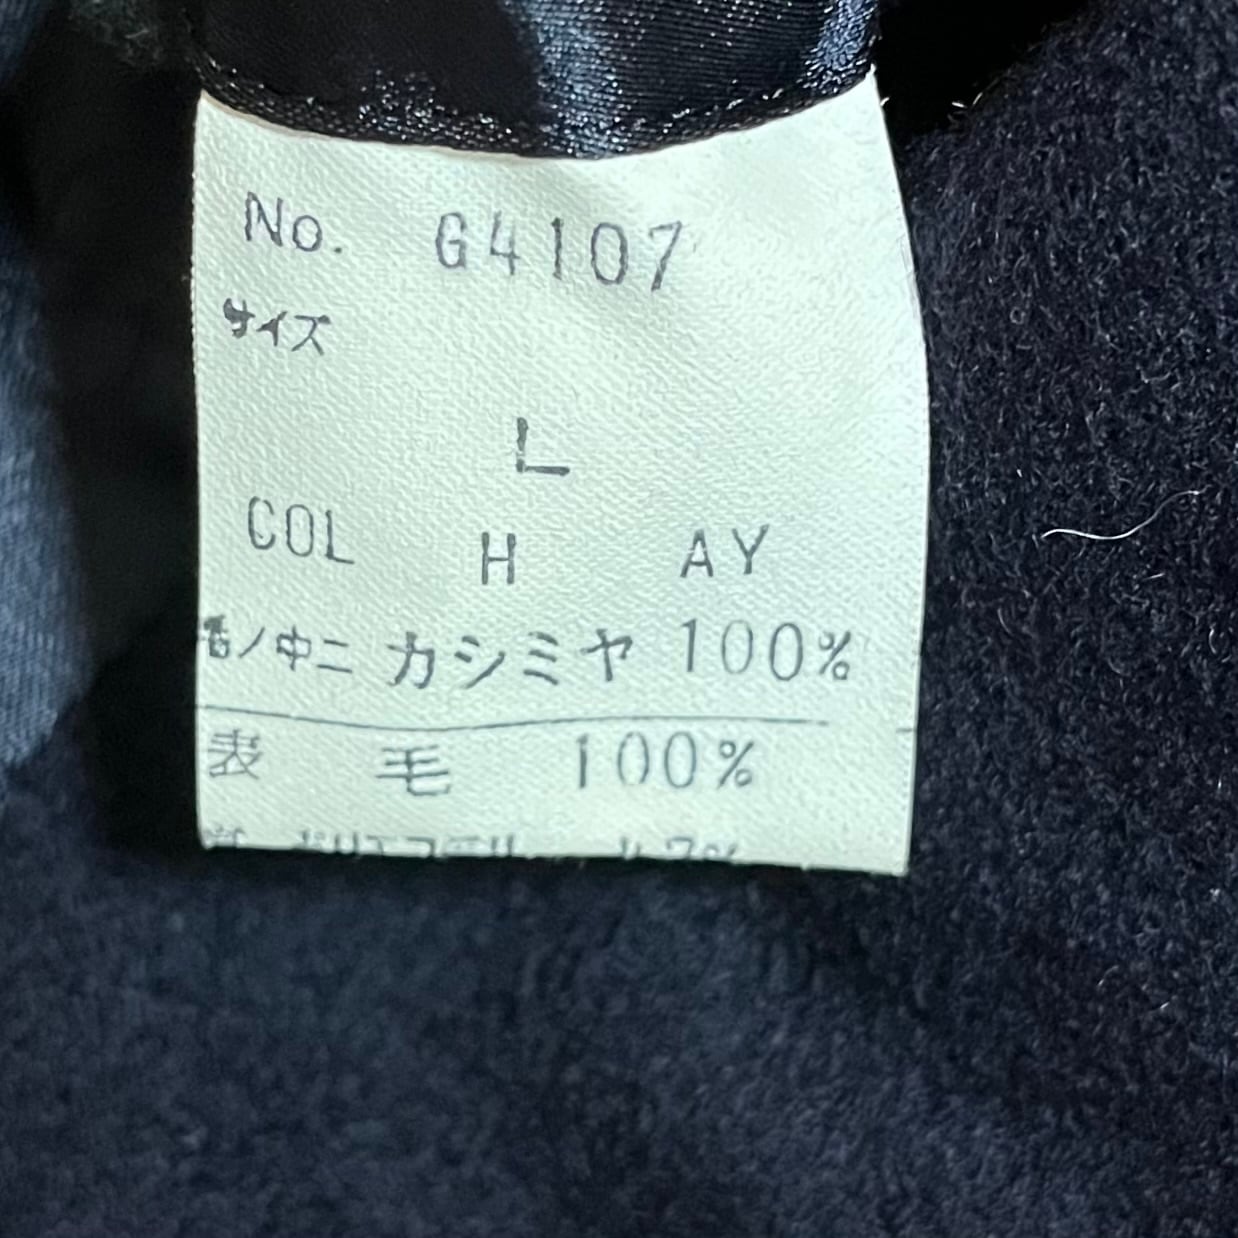 No. G4107
サイズ
L
COL H AY
毛ノ中ニ カシミヤ 100%
表 毛 100%